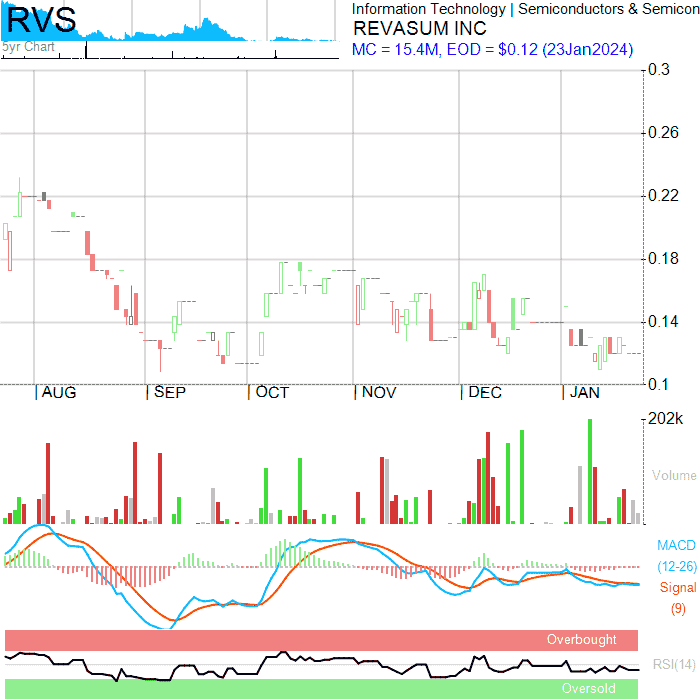 RVS
Information Technology | Semiconductors & Semicon
REVASUM INC
5yr Chart
MC = 15.4M, EOD = $0.12 (23Jan2024)
0.3
0.26
0.22
0.18
0.14
0.1
AUG SEP OCT NOV DEC JAN
202k
Volume
MACD
(12-26)
Signal
(9)
Overbought
RSI(14)
Oversold